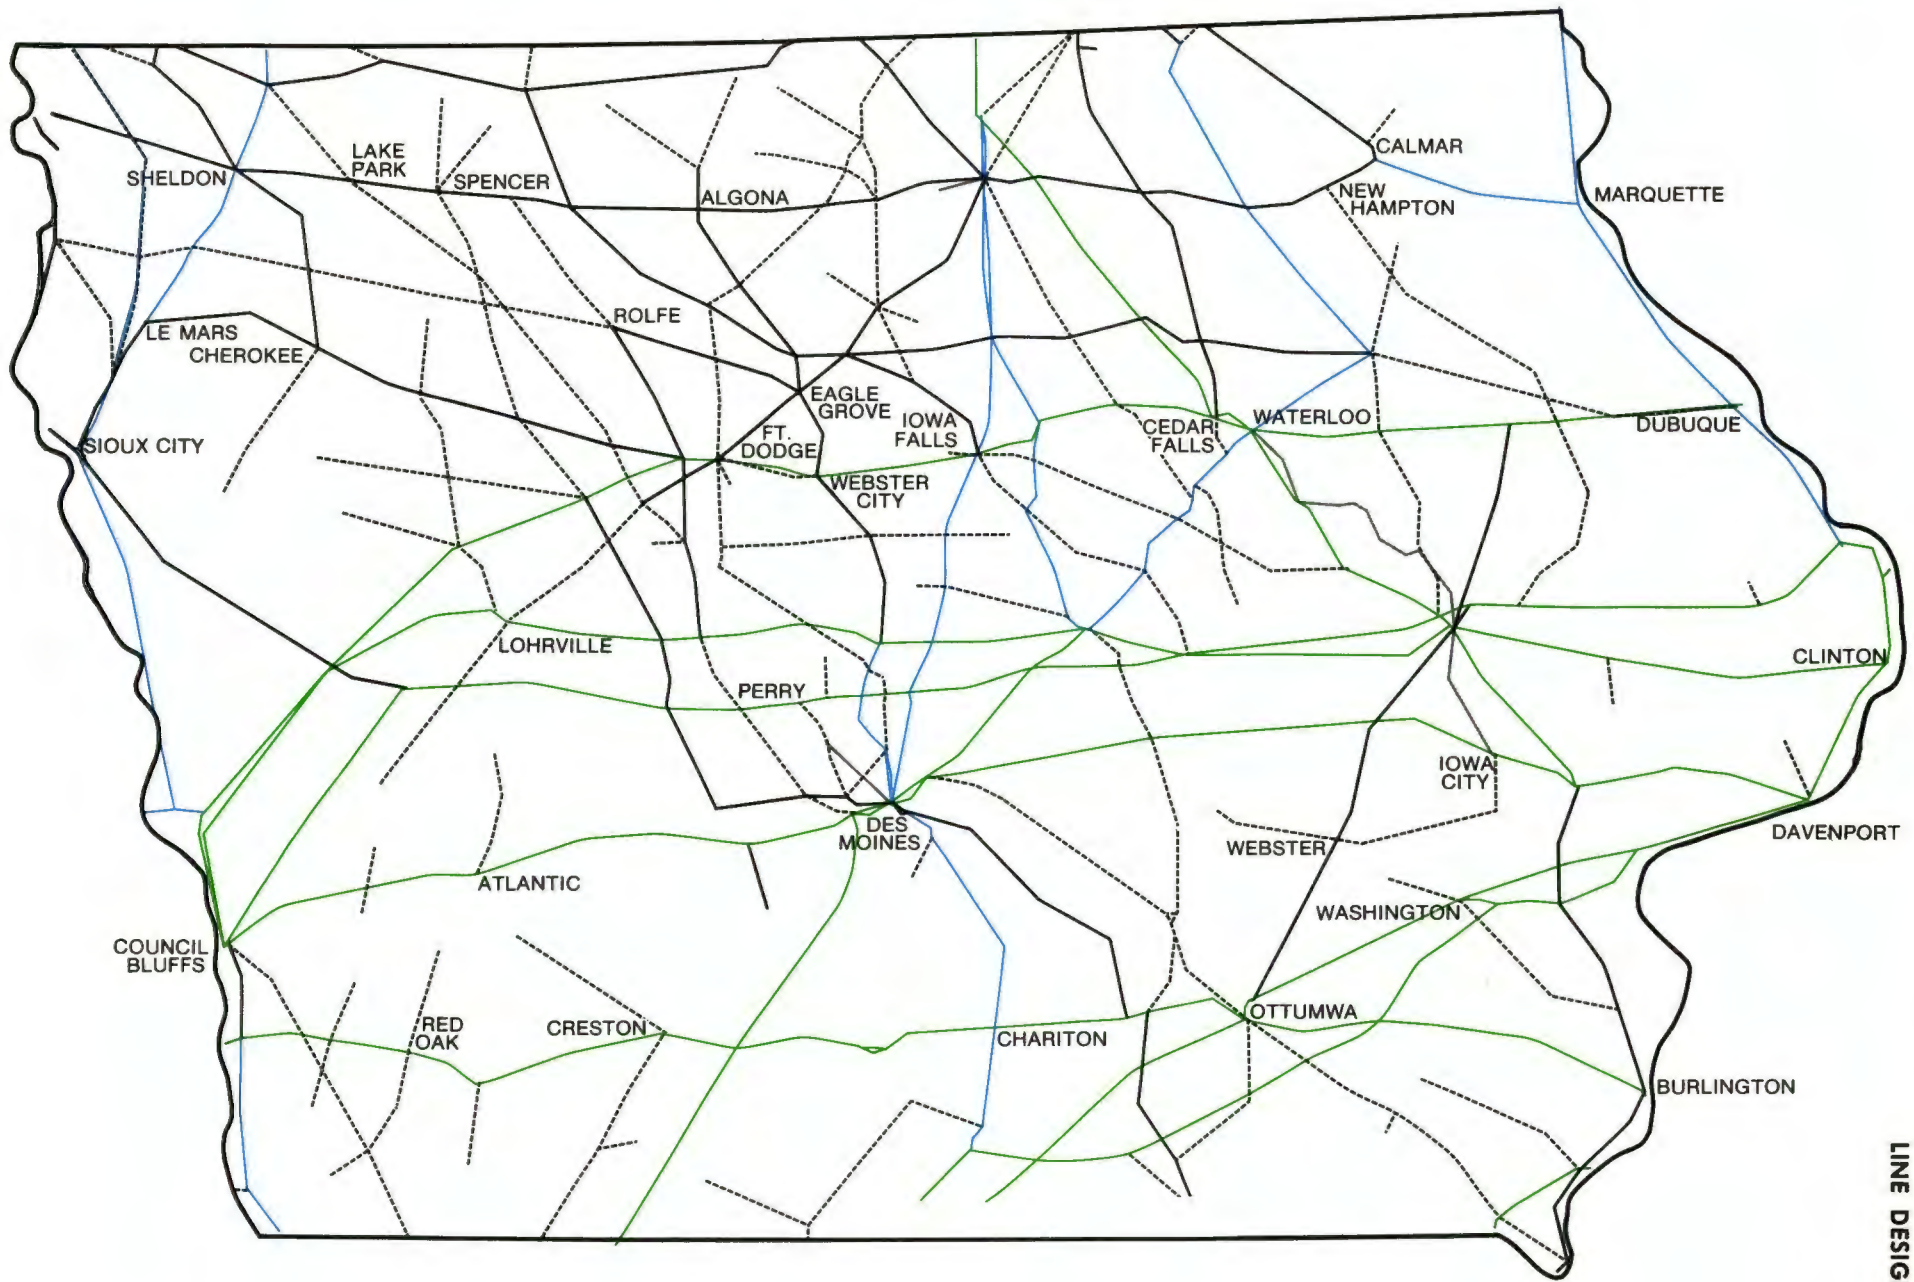 CALMAR
LAKE
PARK
SHELDON
SPENCER
ALGONA
NEW
HAMPTON
MARQUETTE
ROLFE
LE MARS
CHEROKEE
EAGLE
GROVE
IOWA
FALLS
WATERLOO
CEDAR
FALLS
DUBUQUE
SIOUX CITY
FT.
DODGE
WEBSTER
CITY
LOHRVILLE
CLINTON
PERRY
IOWA
CITY
DES
MOINES
DAVENPORT
WEBSTER
ATLANTIC
WASHINGTON
COUNCIL
BLUFFS
RED
OAK
CRESTON
OTTUMWA
CHARITON
BURLINGTON
LINE DESIG